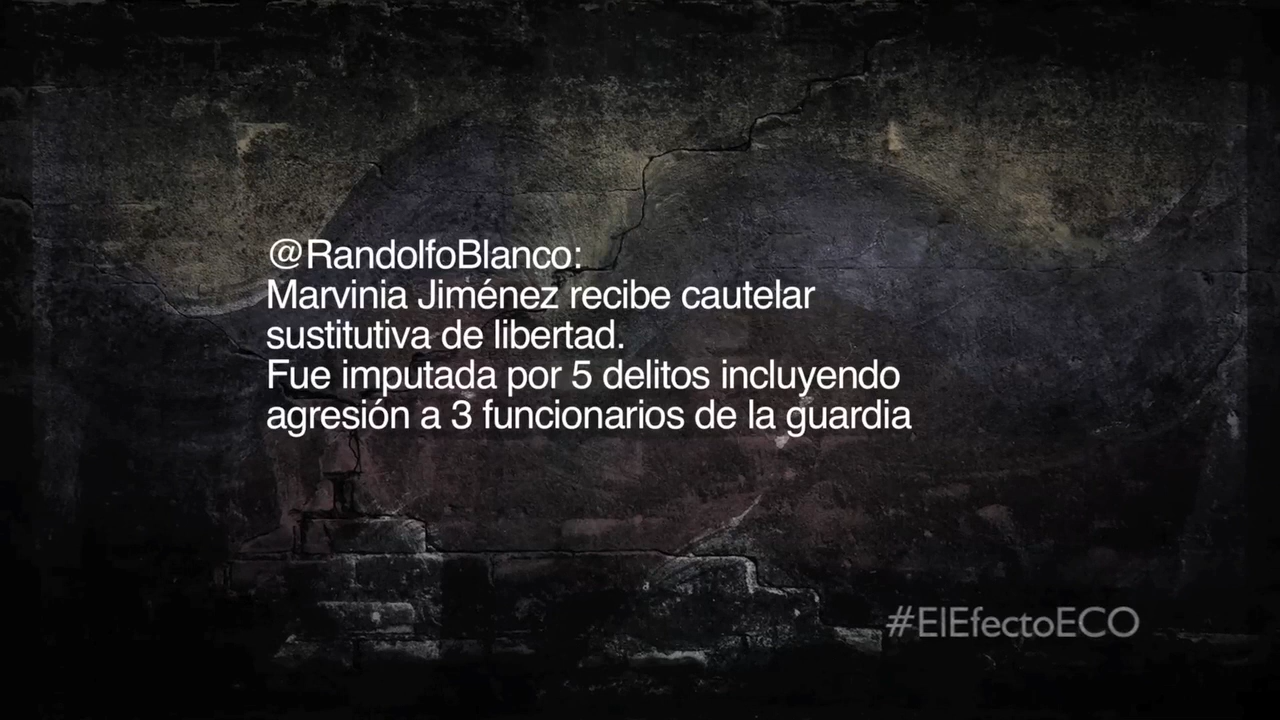 @RandolfoBlanco:
Marvinia Jiménez recibe cautelar
sustitutiva de libertad.
Fue imputada por 5 delitos incluyendo
agresión a 3 funcionarios de la guardia
#ElEfectoECO